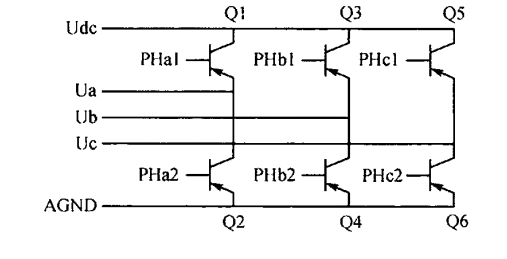 Q1 Q3 Q5
Udc
PHa1 PHb1 PHc1
Ua
Ub
Uc
PHa2 PHb2 PHc2
AGND
Q2 Q4 Q6